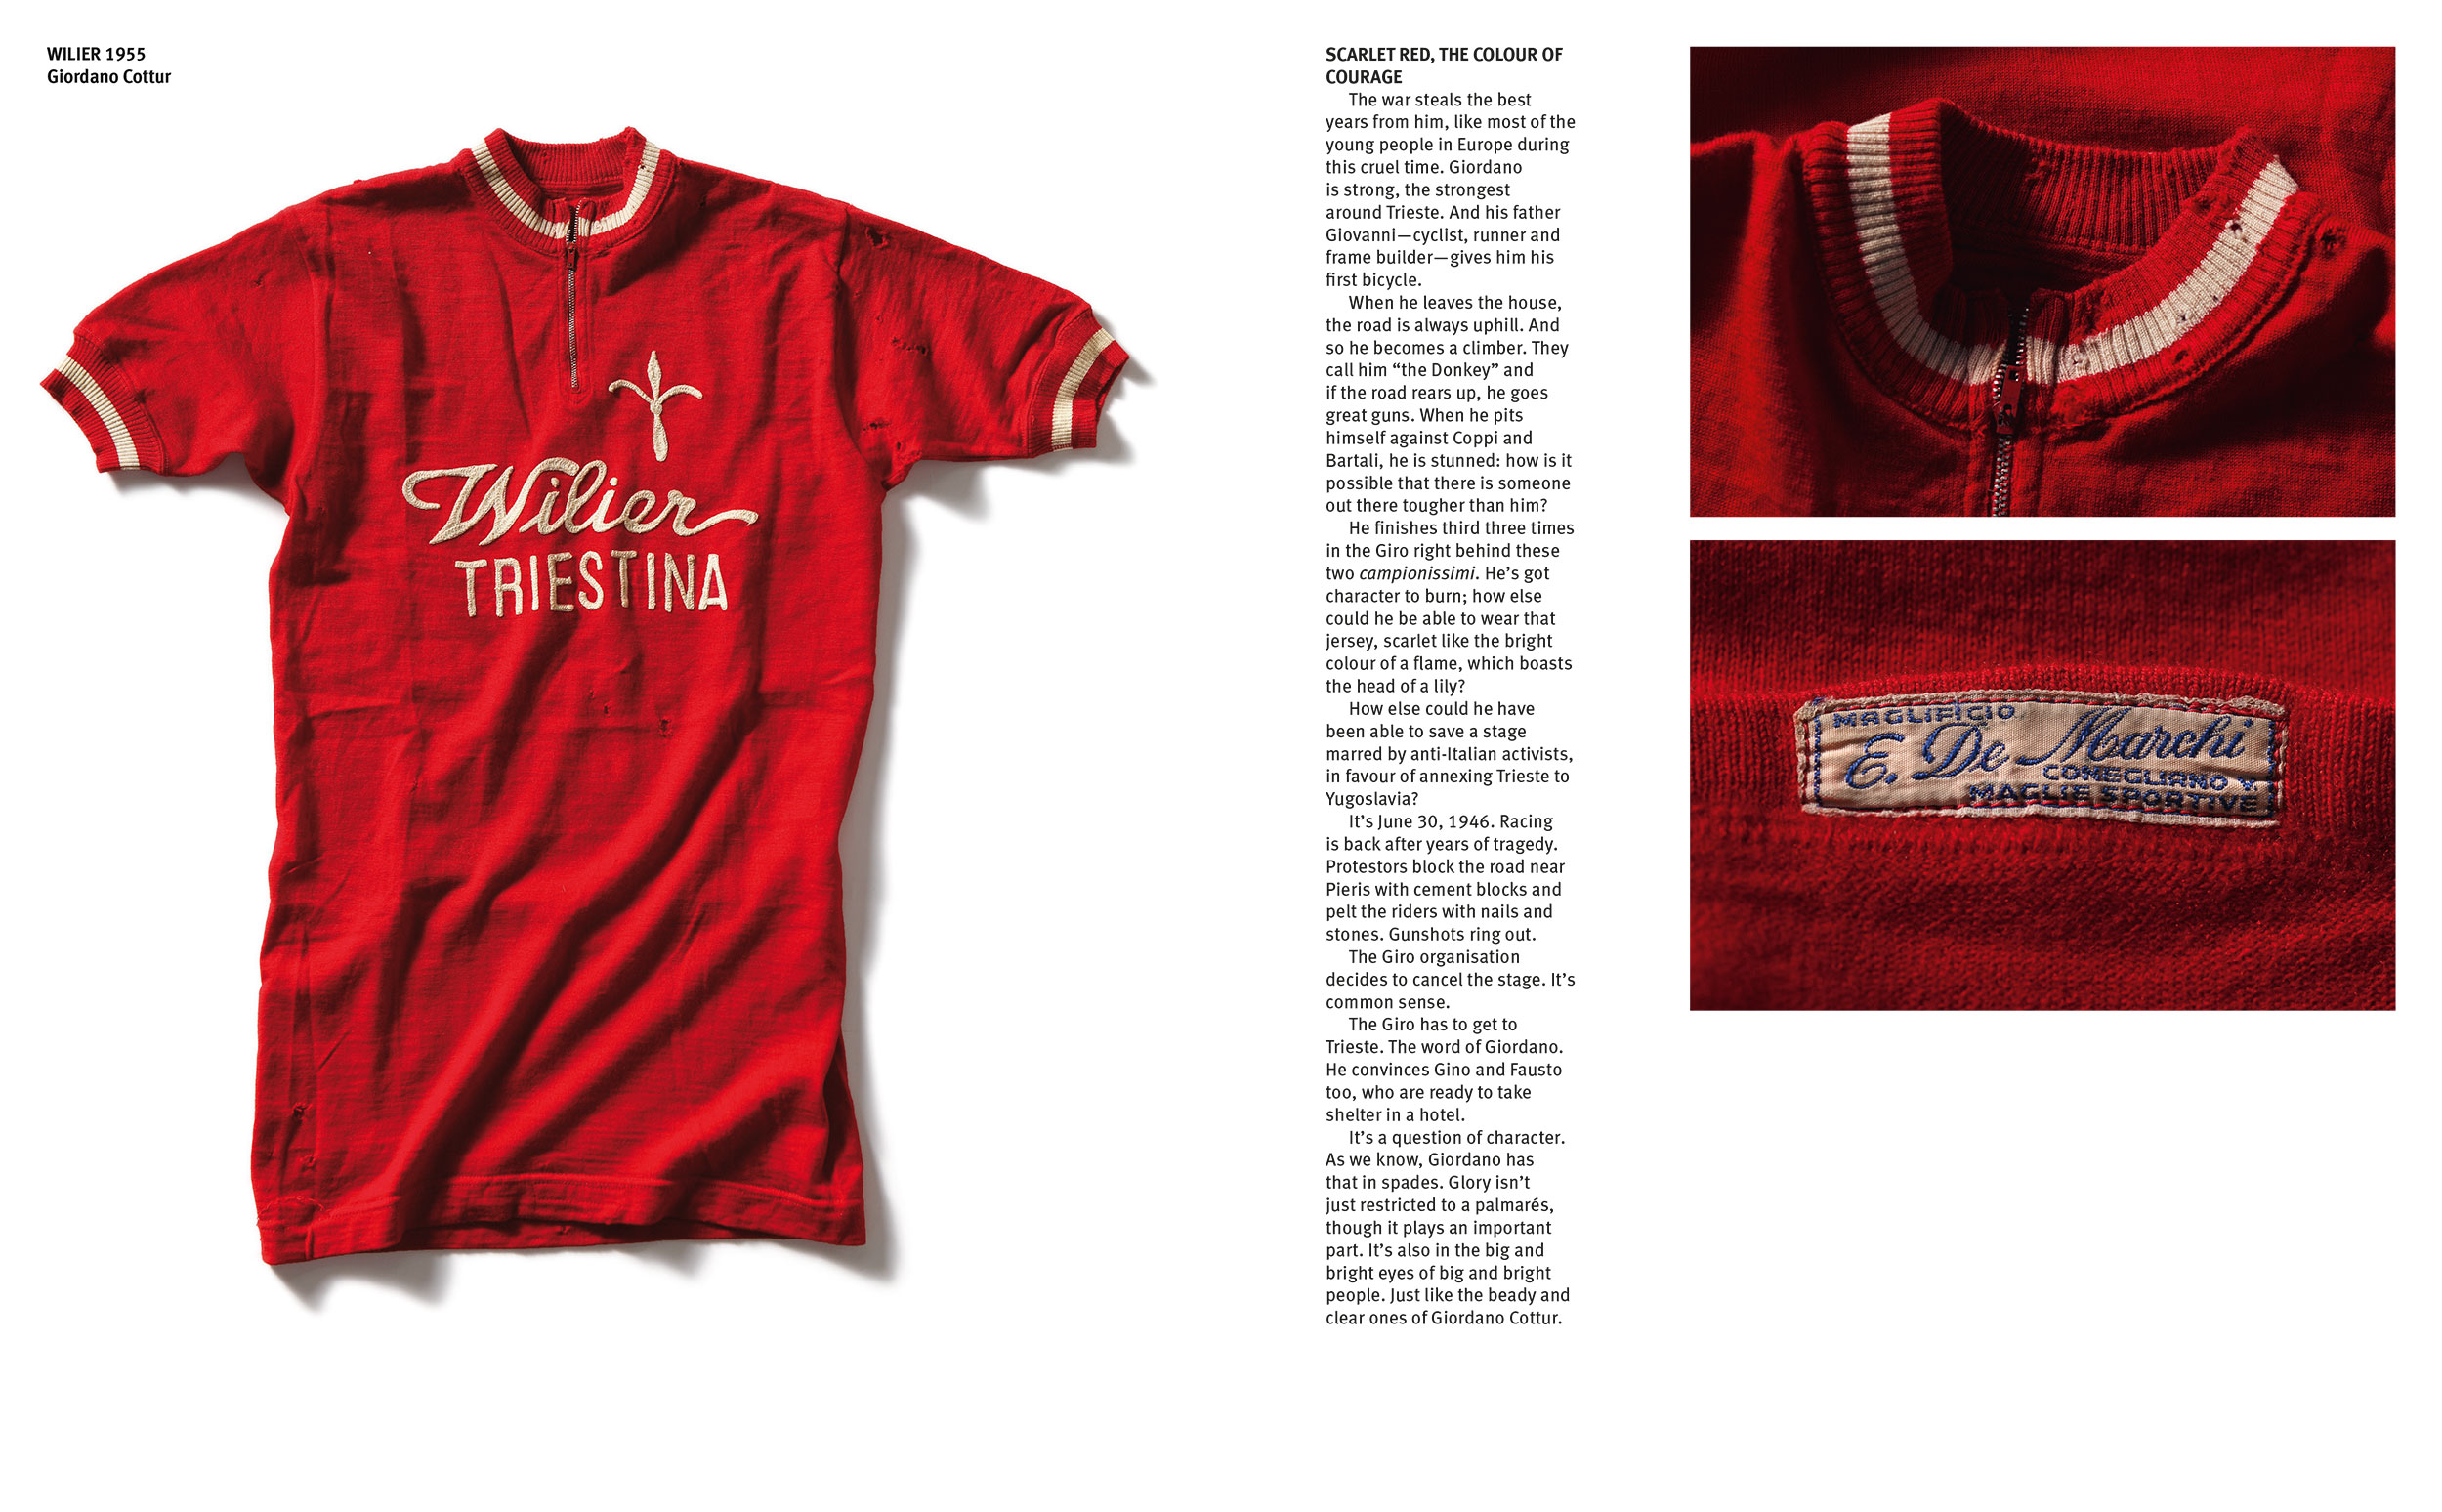 WILIER 1955
Giordano Cottur
Wilier
TRIESTINA
SCARLET RED, THE COLOUR OF
COURAGE
The war steals the best
years from him, like most of the
young people in Europe during
this cruel time. Giordano
is strong, the strongest
around Trieste. And his father
Giovanni—cyclist, runner and
frame builder—gives him his
first bicycle.
When he leaves the house,
the road is always uphill. And
so he becomes a climber. They
call him “the Donkey” and
if the road rears up, he goes
great guns. When he pits
himself against Coppi and
Bartali, he is stunned: how is it
possible that there is someone
out there tougher than him?
He finishes third three times
in the Giro right behind these
two campionissimi. He’s got
character to burn; how else
could he be able to wear that
jersey, scarlet like the bright
colour of a flame, which boasts
the head of a lily?
How else could he have
been able to save a stage
marred by anti-Italian activists,
in favour of annexing Trieste to
Yugoslavia?
It’s June 30, 1946. Racing
is back after years of tragedy.
Protestors block the road near
Pieris with cement blocks and
pelt the riders with nails and
stones. Gunshots ring out.
The Giro organisation
decides to cancel the stage. It’s
common sense.
The Giro has to get to
Trieste. The word of Giordano.
He convinces Gino and Fausto
too, who are ready to take
shelter in a hotel.
It’s a question of character.
As we know, Giordano has
that in spades. Glory isn’t
just restricted to a palmarés,
though it plays an important
part. It’s also in the big and
bright eyes of big and bright
people. Just like the beady and
clear ones of Giordano Cottur.
MAGLIFICIO
E. De Marchi
CONEGLIANO V.
MAGLIE SPORTIVE